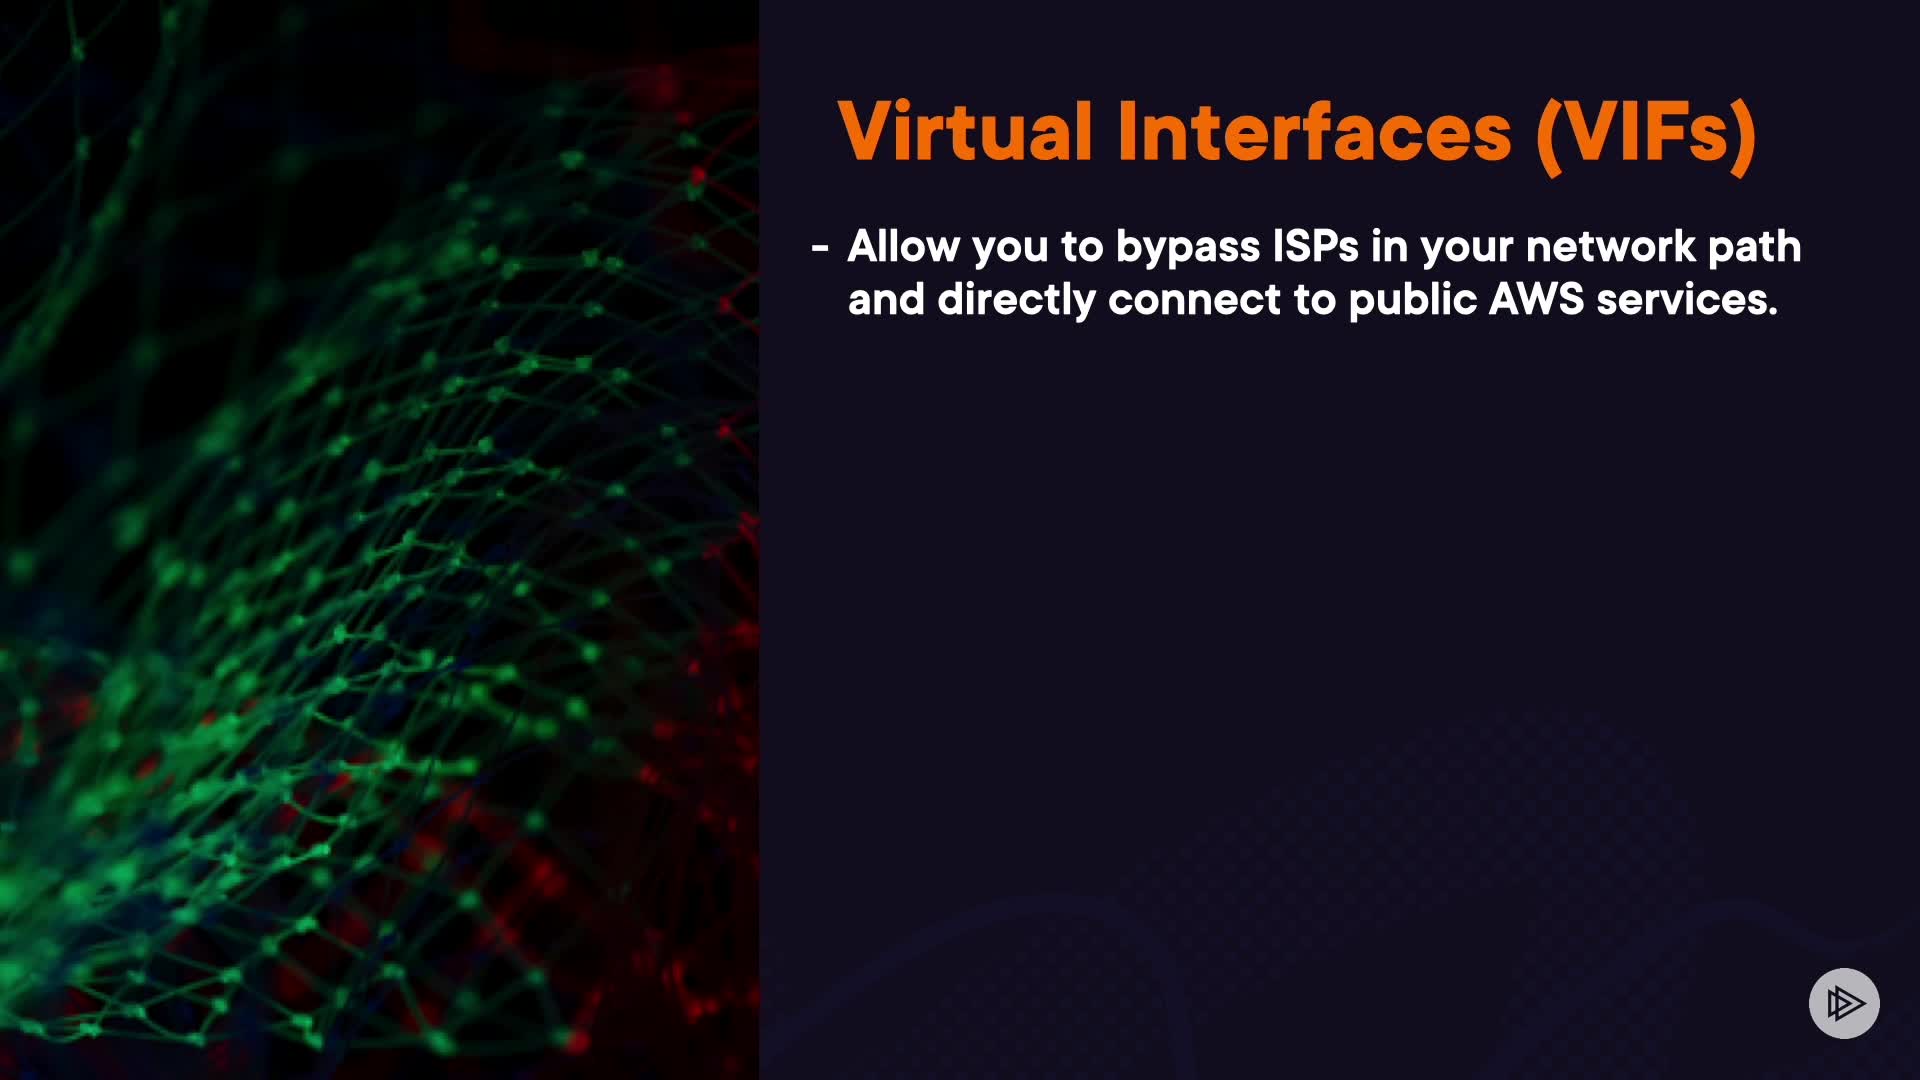 Virtual Interfaces (VIFs)
- Allow you to bypass ISPs in your network path
and directly connect to public AWS services.